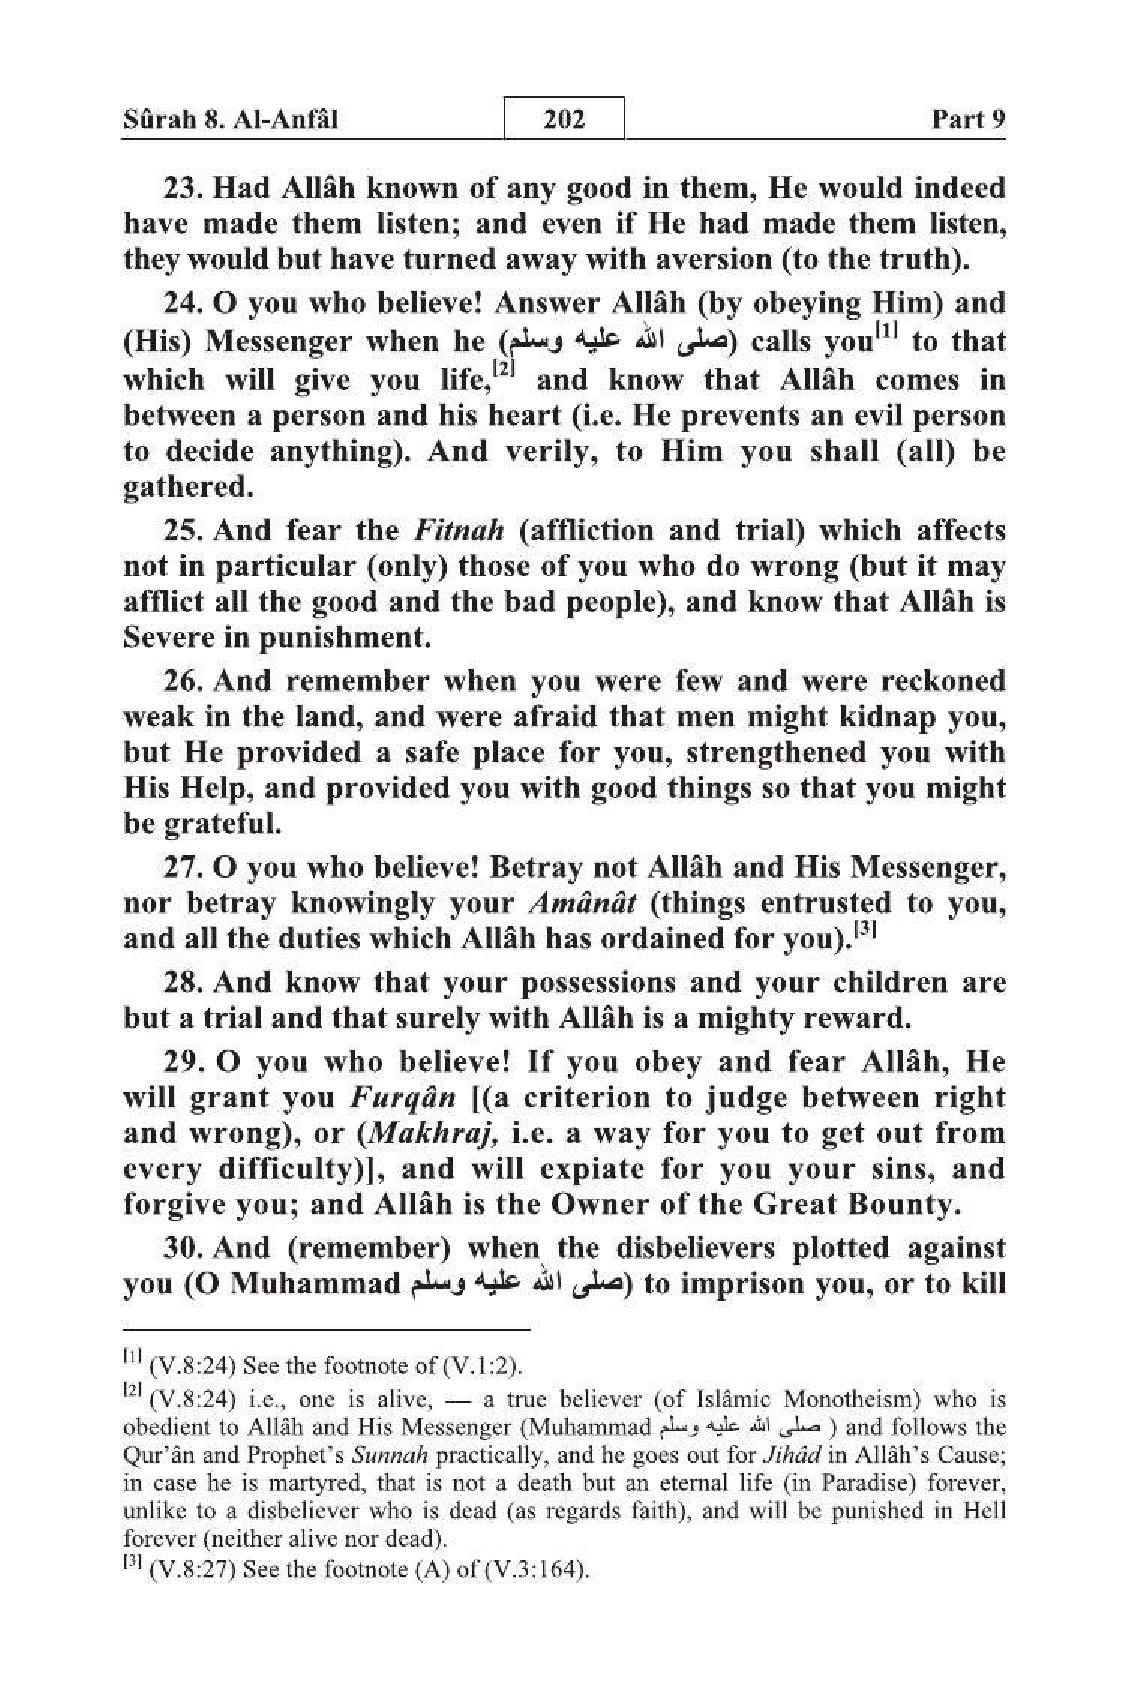 Sûrah 8. Al-Anfâl 202 Part 9
23. Had Allâh known of any good in them, He would indeed
have made them listen; and even if He had made them listen,
they would but have turned away with aversion (to the truth).
24. O you who believe! Answer Allâh (by obeying Him) and
(His) Messenger when he (صلى الله عليه وسلم) calls you[1] to that
which will give you life,[2] and know that Allâh comes in
between a person and his heart (i.e. He prevents an evil person
to decide anything). And verily, to Him you shall (all) be
gathered.
25. And fear the Fitnah (affliction and trial) which affects
not in particular (only) those of you who do wrong (but it may
afflict all the good and the bad people), and know that Allâh is
Severe in punishment.
26. And remember when you were few and were reckoned
weak in the land, and were afraid that men might kidnap you,
but He provided a safe place for you, strengthened you with
His Help, and provided you with good things so that you might
be grateful.
27. O you who believe! Betray not Allâh and His Messenger,
nor betray knowingly your Amânât (things entrusted to you,
and all the duties which Allâh has ordained for you).[3]
28. And know that your possessions and your children are
but a trial and that surely with Allâh is a mighty reward.
29. O you who believe! If you obey and fear Allâh, He
will grant you Furqân [(a criterion to judge between right
and wrong), or (Makhraj, i.e. a way for you to get out from
every difficulty)], and will expiate for you your sins, and
forgive you; and Allâh is the Owner of the Great Bounty.
30. And (remember) when the disbelievers plotted against
you (O Muhammad صلى الله عليه وسلم) to imprison you, or to kill
[1] (V.8:24) See the footnote of (V.1:2).
[2] (V.8:24) i.e., one is alive, — a true believer (of Islâmic Monotheism) who is
obedient to Allâh and His Messenger (Muhammad صلى الله عليه وسلم ) and follows the
Qur’ân and Prophet’s Sunnah practically, and he goes out for Jihâd in Allâh’s Cause;
in case he is martyred, that is not a death but an eternal life (in Paradise) forever,
unlike to a disbeliever who is dead (as regards faith), and will be punished in Hell
forever (neither alive nor dead).
[3] (V.8:27) See the footnote (A) of (V.3:164).